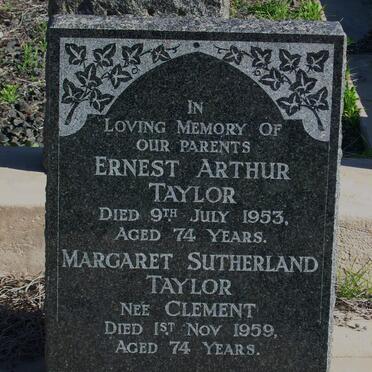 IN
LOVING MEMORY OF
OUR PARENTS
ERNEST ARTHUR
TAYLOR
DIED 9TH JULY 1953,
AGED 74 YEARS.
MARGARET SUTHERLAND
TAYLOR
NEE CLEMENT
DIED 1ST NOV 1959,
AGED 74 YEARS.